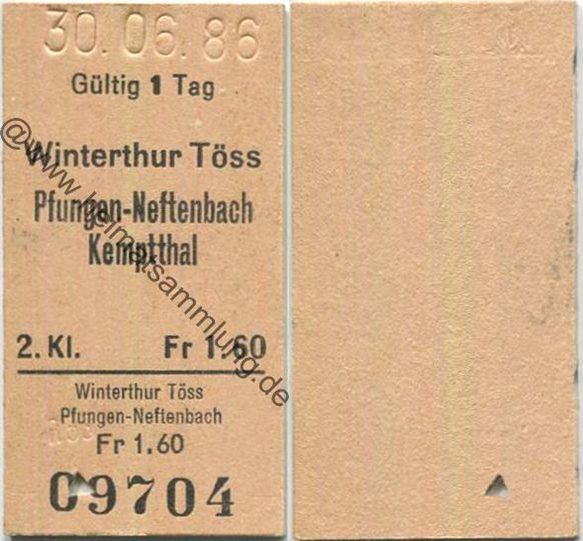 30. 06. 86
Gültig 1 Tag
Winterthur Töss
Pfungen-Neftenbach
Kemptthal
2. Kl. Fr 1.60
Winterthur Töss
Pfungen-Neftenbach
Fr 1.60
09704
@www.heimatsammlung.de